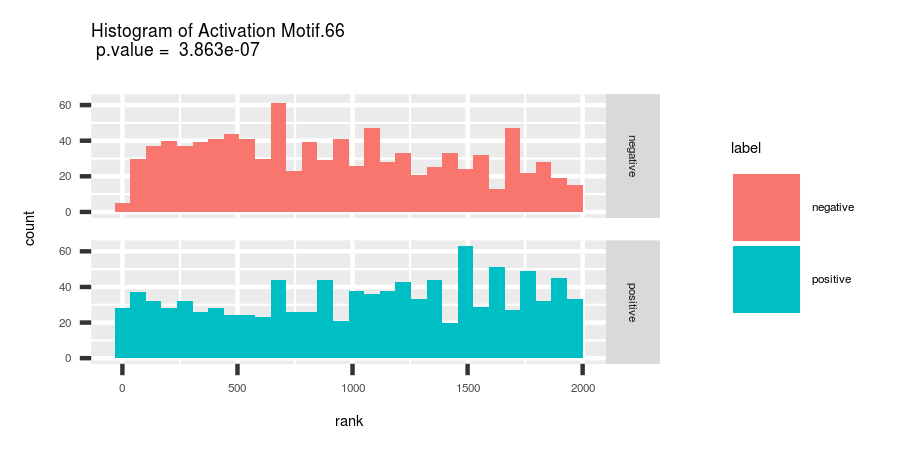 Histogram of Activation Motif.66
p.value = 3.863e-07
60
40
20
0
negative
60
40
20
0
positive
count
0 500 1000 1500 2000
rank
label
negative
positive